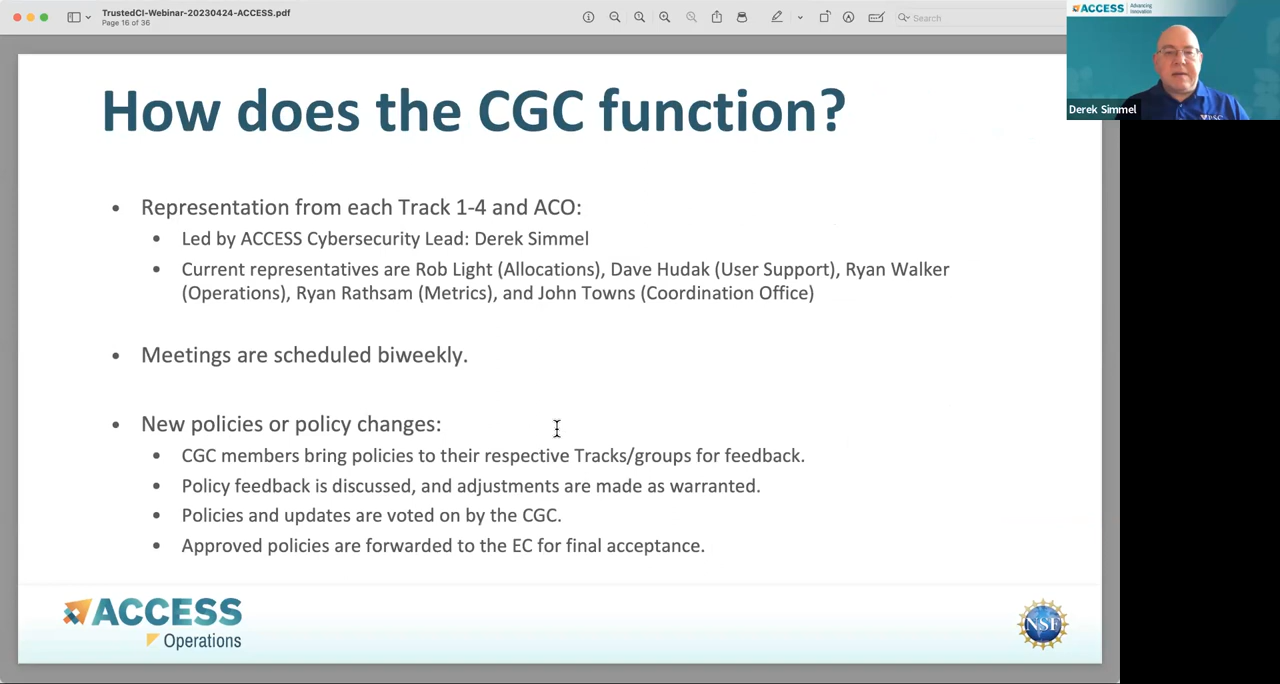 TrustedCI-Webinar-20230424-ACCESS.pdf
Page 16 of 36
Search
ACCESS
Advancing
Innovation
Derek Simmel
PSC
How does the CGC function?
• Representation from each Track 1-4 and ACO:
• Led by ACCESS Cybersecurity Lead: Derek Simmel
• Current representatives are Rob Light (Allocations), Dave Hudak (User Support), Ryan Walker
(Operations), Ryan Rathsam (Metrics), and John Towns (Coordination Office)
• Meetings are scheduled biweekly.
• New policies or policy changes:
• CGC members bring policies to their respective Tracks/groups for feedback.
• Policy feedback is discussed, and adjustments are made as warranted.
• Policies and updates are voted on by the CGC.
• Approved policies are forwarded to the EC for final acceptance.
ACCESS
Operations
NSF